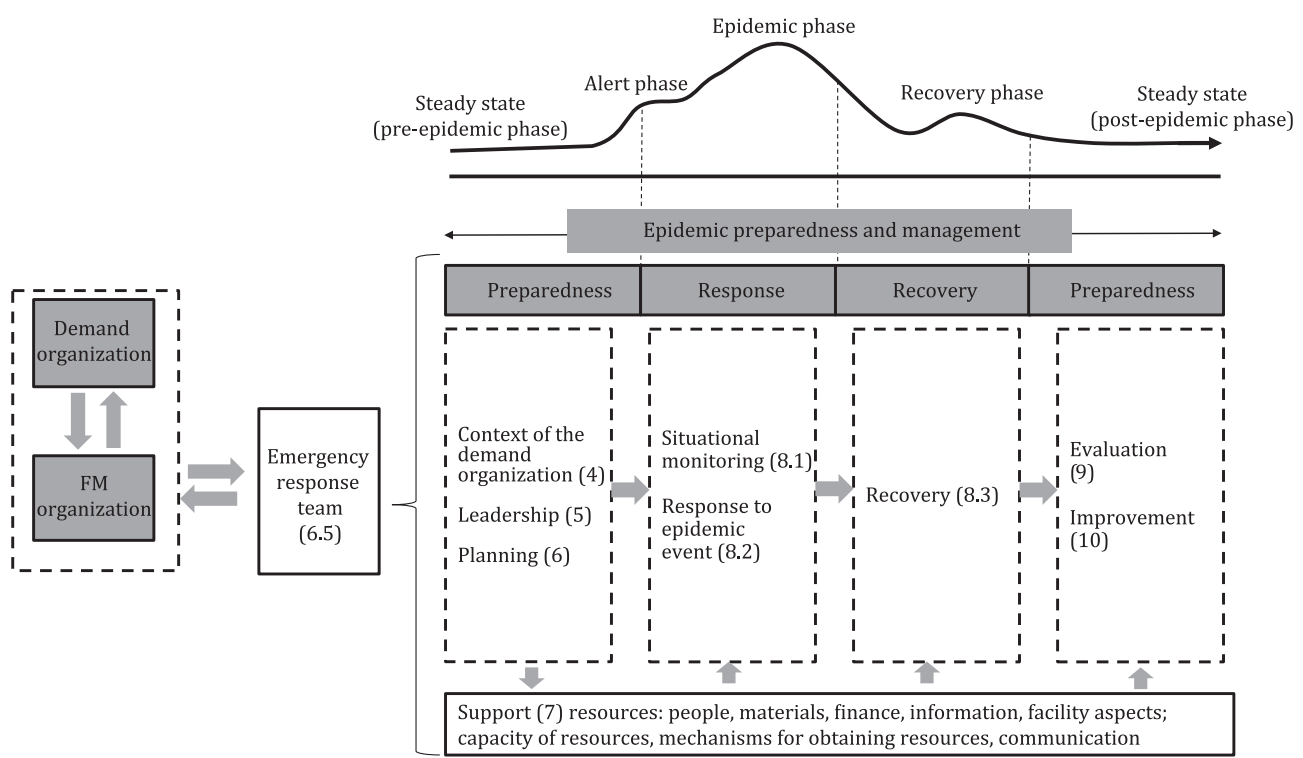 Epidemic phase
Alert phase
Recovery phase
Steady state
(pre-epidemic phase)
Steady state
(post-epidemic phase)
Epidemic preparedness and management
Preparedness
Response
Recovery
Preparedness
Demand
organization
FM
organization
Emergency
response
team
(6.5)
Context of the
demand
organization (4)
Leadership (5)
Planning (6)
Situational
monitoring (8.1)
Response to
epidemic
event (8.2)
Recovery (8.3)
Evaluation
(9)
Improvement
(10)
Support (7) resources: people, materials, finance, information, facility aspects;
capacity of resources, mechanisms for obtaining resources, communication